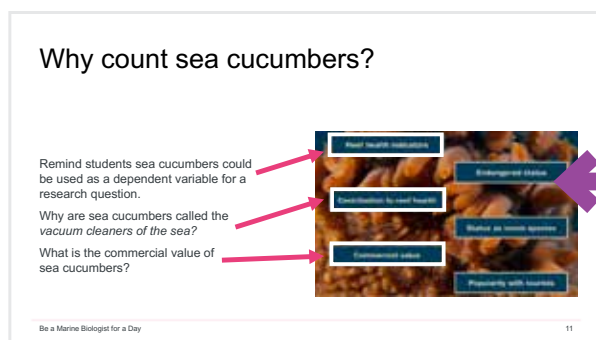 Why count sea cucumbers?
Remind students sea cucumbers could
be used as a dependent variable for a
research question.
Why are sea cucumbers called the
vacuum cleaners of the sea?
What is the commercial value of
sea cucumbers?
Reef health indicators
Endangered status
Contribution to reef health
Status as iconic species
Commercial value
Popularity with tourists
Be a Marine Biologist for a Day
11